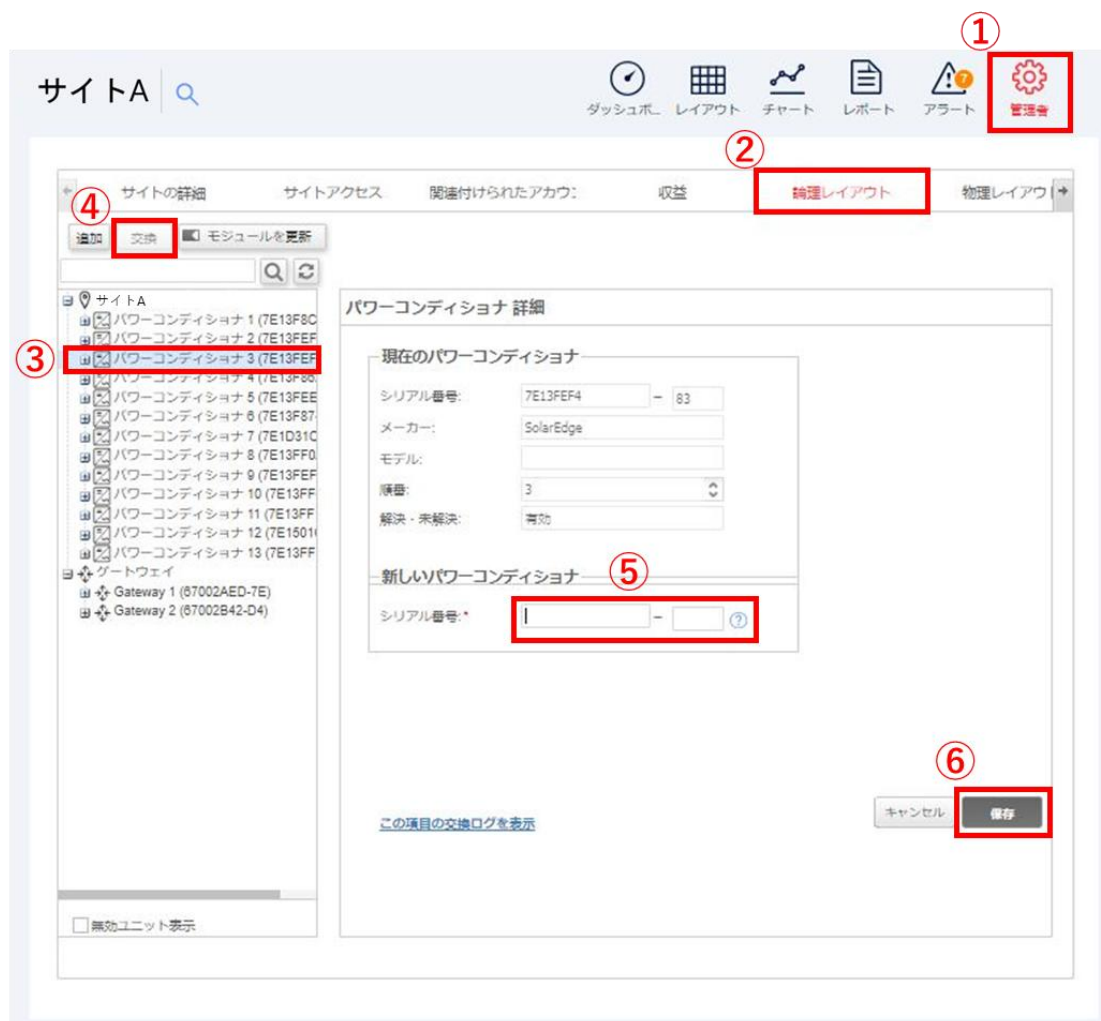 ①
サイトA
ダッシュボ... レイアウト チャート レポート アラート 管理者
7
②
サイトの詳細 サイトアクセス 関連付けられたアカウン 収益 論理レイアウト 物理レイアウト
④
追加 交換 モジュールを更新
サイトA
パワーコンディショナ 1 (7E13F8C
パワーコンディショナ 2 (7E13FEF
③
パワーコンディショナ 3 (7E13FEF
パワーコンディショナ 4 (7E13F86
パワーコンディショナ 5 (7E13FEE
パワーコンディショナ 6 (7E13F87
パワーコンディショナ 7 (7E1D31C
パワーコンディショナ 8 (7E13FF0
パワーコンディショナ 9 (7E13FEF
パワーコンディショナ 10 (7E13FF
パワーコンディショナ 11 (7E13FF
パワーコンディショナ 12 (7E1501
パワーコンディショナ 13 (7E13FF
ゲートウェイ
Gateway 1 (67002AED-7E)
Gateway 2 (67002B42-D4)
無効ユニット表示
パワーコンディショナ 詳細
現在のパワーコンディショナ
シリアル番号: 7E13FEF4 – 83
メーカー: SolarEdge
モデル:
順番: 3
解決・未解決: 有効
新しいパワーコンディショナ
⑤
シリアル番号:* –
?
⑥
この項目の交換ログを表示
キャンセル 保存